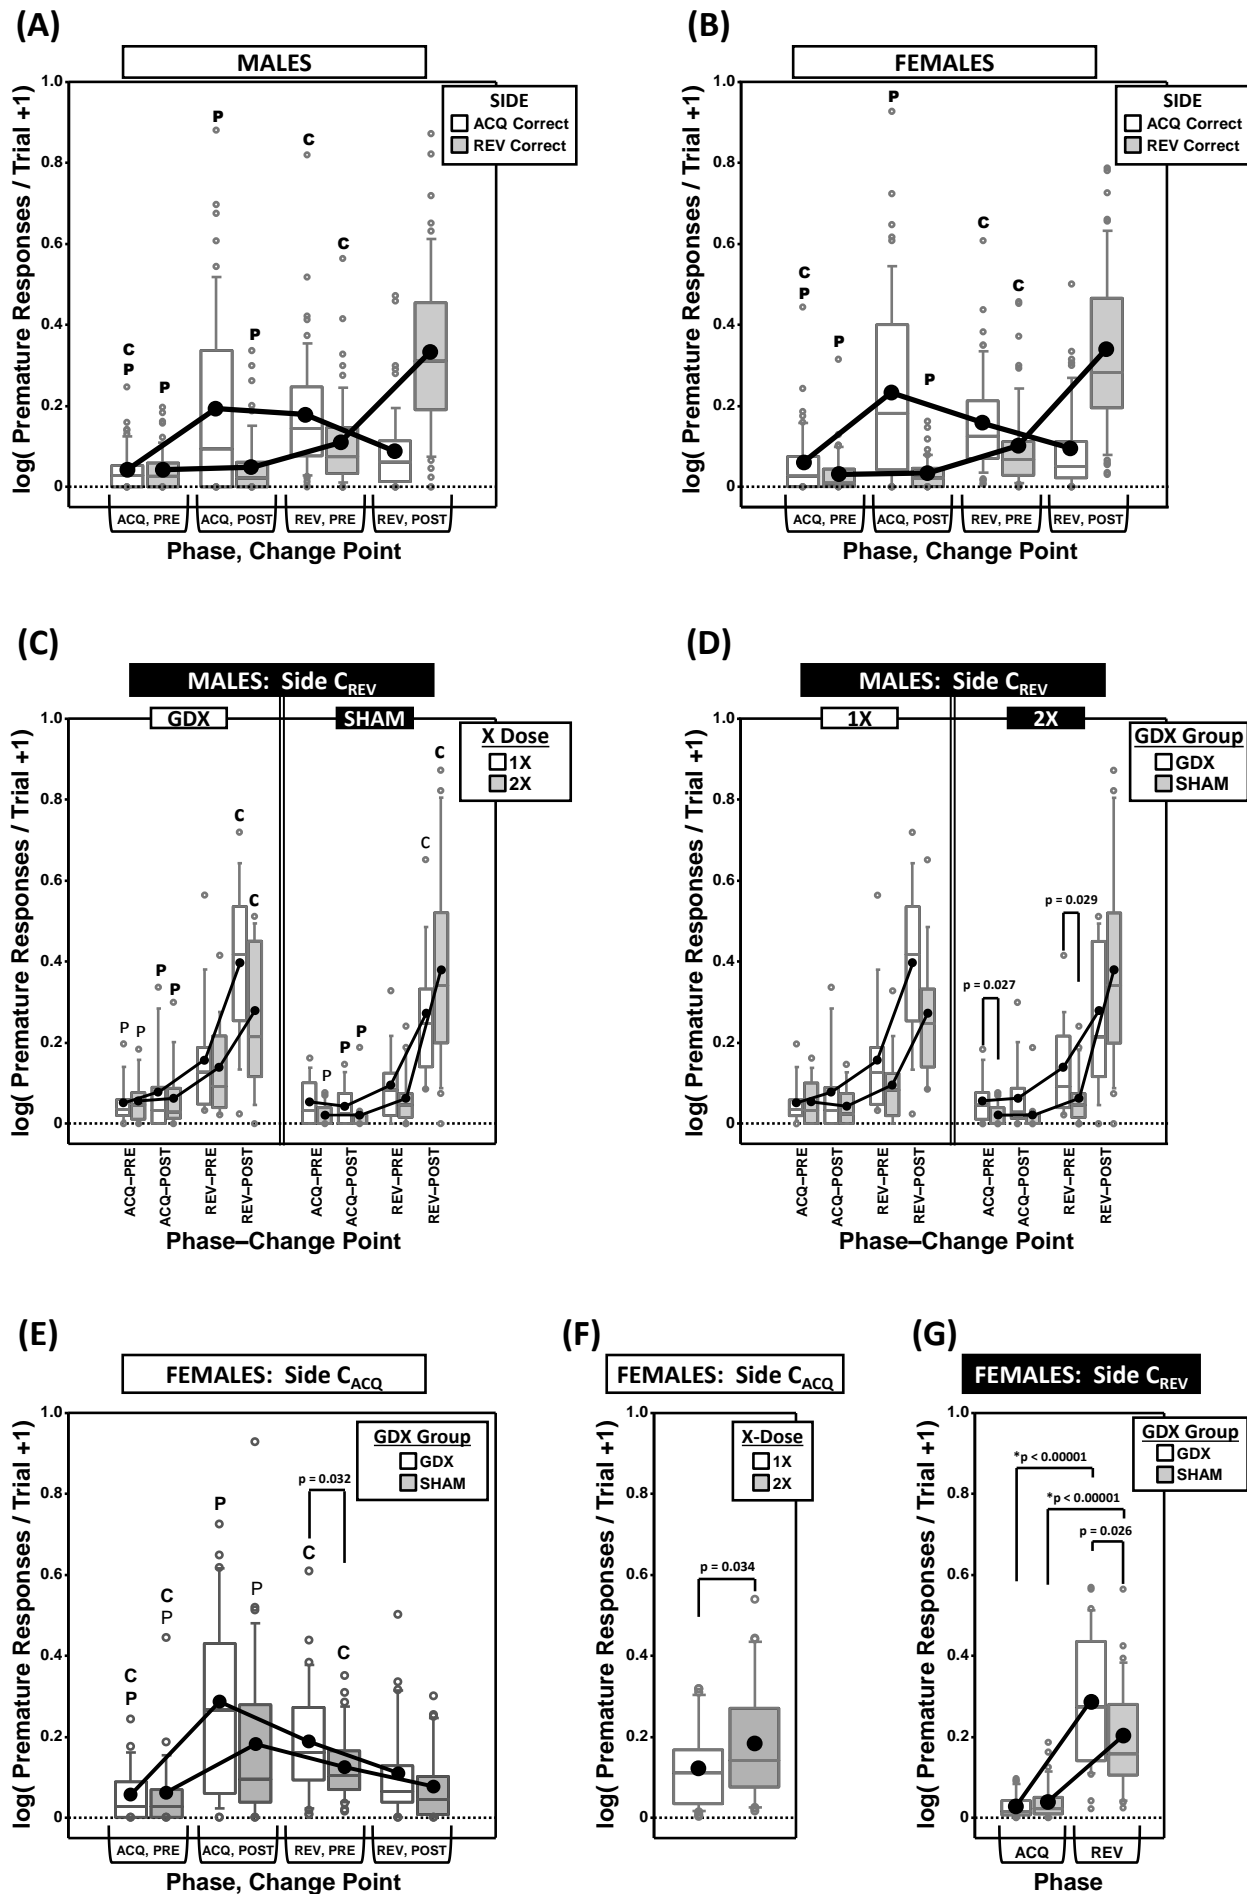 (A)
MALES
SIDE
ACQ Correct
REV Correct
log( Premature Responses / Trial +1)
1.0
0.8
0.6
0.4
0.2
0
C
P
P
P
P
C
C
ACQ, PRE
ACQ, POST
REV, PRE
REV, POST
Phase, Change Point
(B)
FEMALES
SIDE
ACQ Correct
REV Correct
log( Premature Responses / Trial +1)
1.0
0.8
0.6
0.4
0.2
0
C
P
P
P
P
C
C
ACQ, PRE
ACQ, POST
REV, PRE
REV, POST
Phase, Change Point
(C)
MALES: Side CREV
GDX
SHAM
X Dose
1X
2X
log( Premature Responses / Trial +1)
1.0
0.8
0.6
0.4
0.2
0
P
P
P
P
C
C
P
P
P
C
C
ACQ–PRE
ACQ–POST
REV–PRE
REV–POST
ACQ–PRE
ACQ–POST
REV–PRE
REV–POST
Phase–Change Point
(D)
MALES: Side CREV
1X
2X
GDX Group
GDX
SHAM
log( Premature Responses / Trial +1)
1.0
0.8
0.6
0.4
0.2
0
p = 0.027
p = 0.029
ACQ–PRE
ACQ–POST
REV–PRE
REV–POST
ACQ–PRE
ACQ–POST
REV–PRE
REV–POST
Phase–Change Point
(E)
FEMALES: Side CACQ
GDX Group
GDX
SHAM
log( Premature Responses / Trial +1)
1.0
0.8
0.6
0.4
0.2
0
C
P
C
P
P
P
C
C
p = 0.032
ACQ, PRE
ACQ, POST
REV, PRE
REV, POST
Phase, Change Point
(F)
FEMALES: Side CACQ
X-Dose
1X
2X
log( Premature Responses / Trial +1)
1.0
0.8
0.6
0.4
0.2
0
p = 0.034
(G)
FEMALES: Side CREV
GDX Group
GDX
SHAM
log( Premature Responses / Trial +1)
1.0
0.8
0.6
0.4
0.2
0
*p < 0.00001
*p < 0.00001
p = 0.026
ACQ
REV
Phase